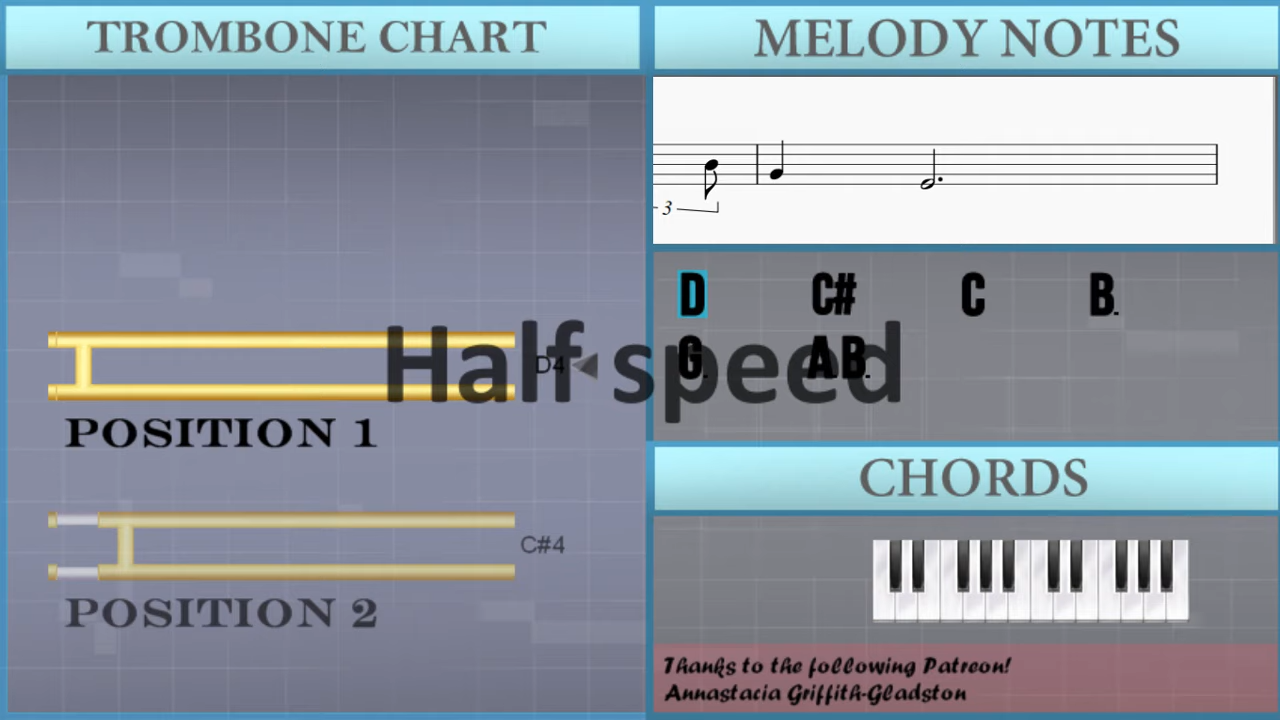 TROMBONE CHART
MELODY NOTES
3
D C# C B.
G. A B.
Half speed
D4
POSITION 1
C#4
POSITION 2
CHORDS
Thanks to the following Patreon!
Annastacia Griffith-Gladston